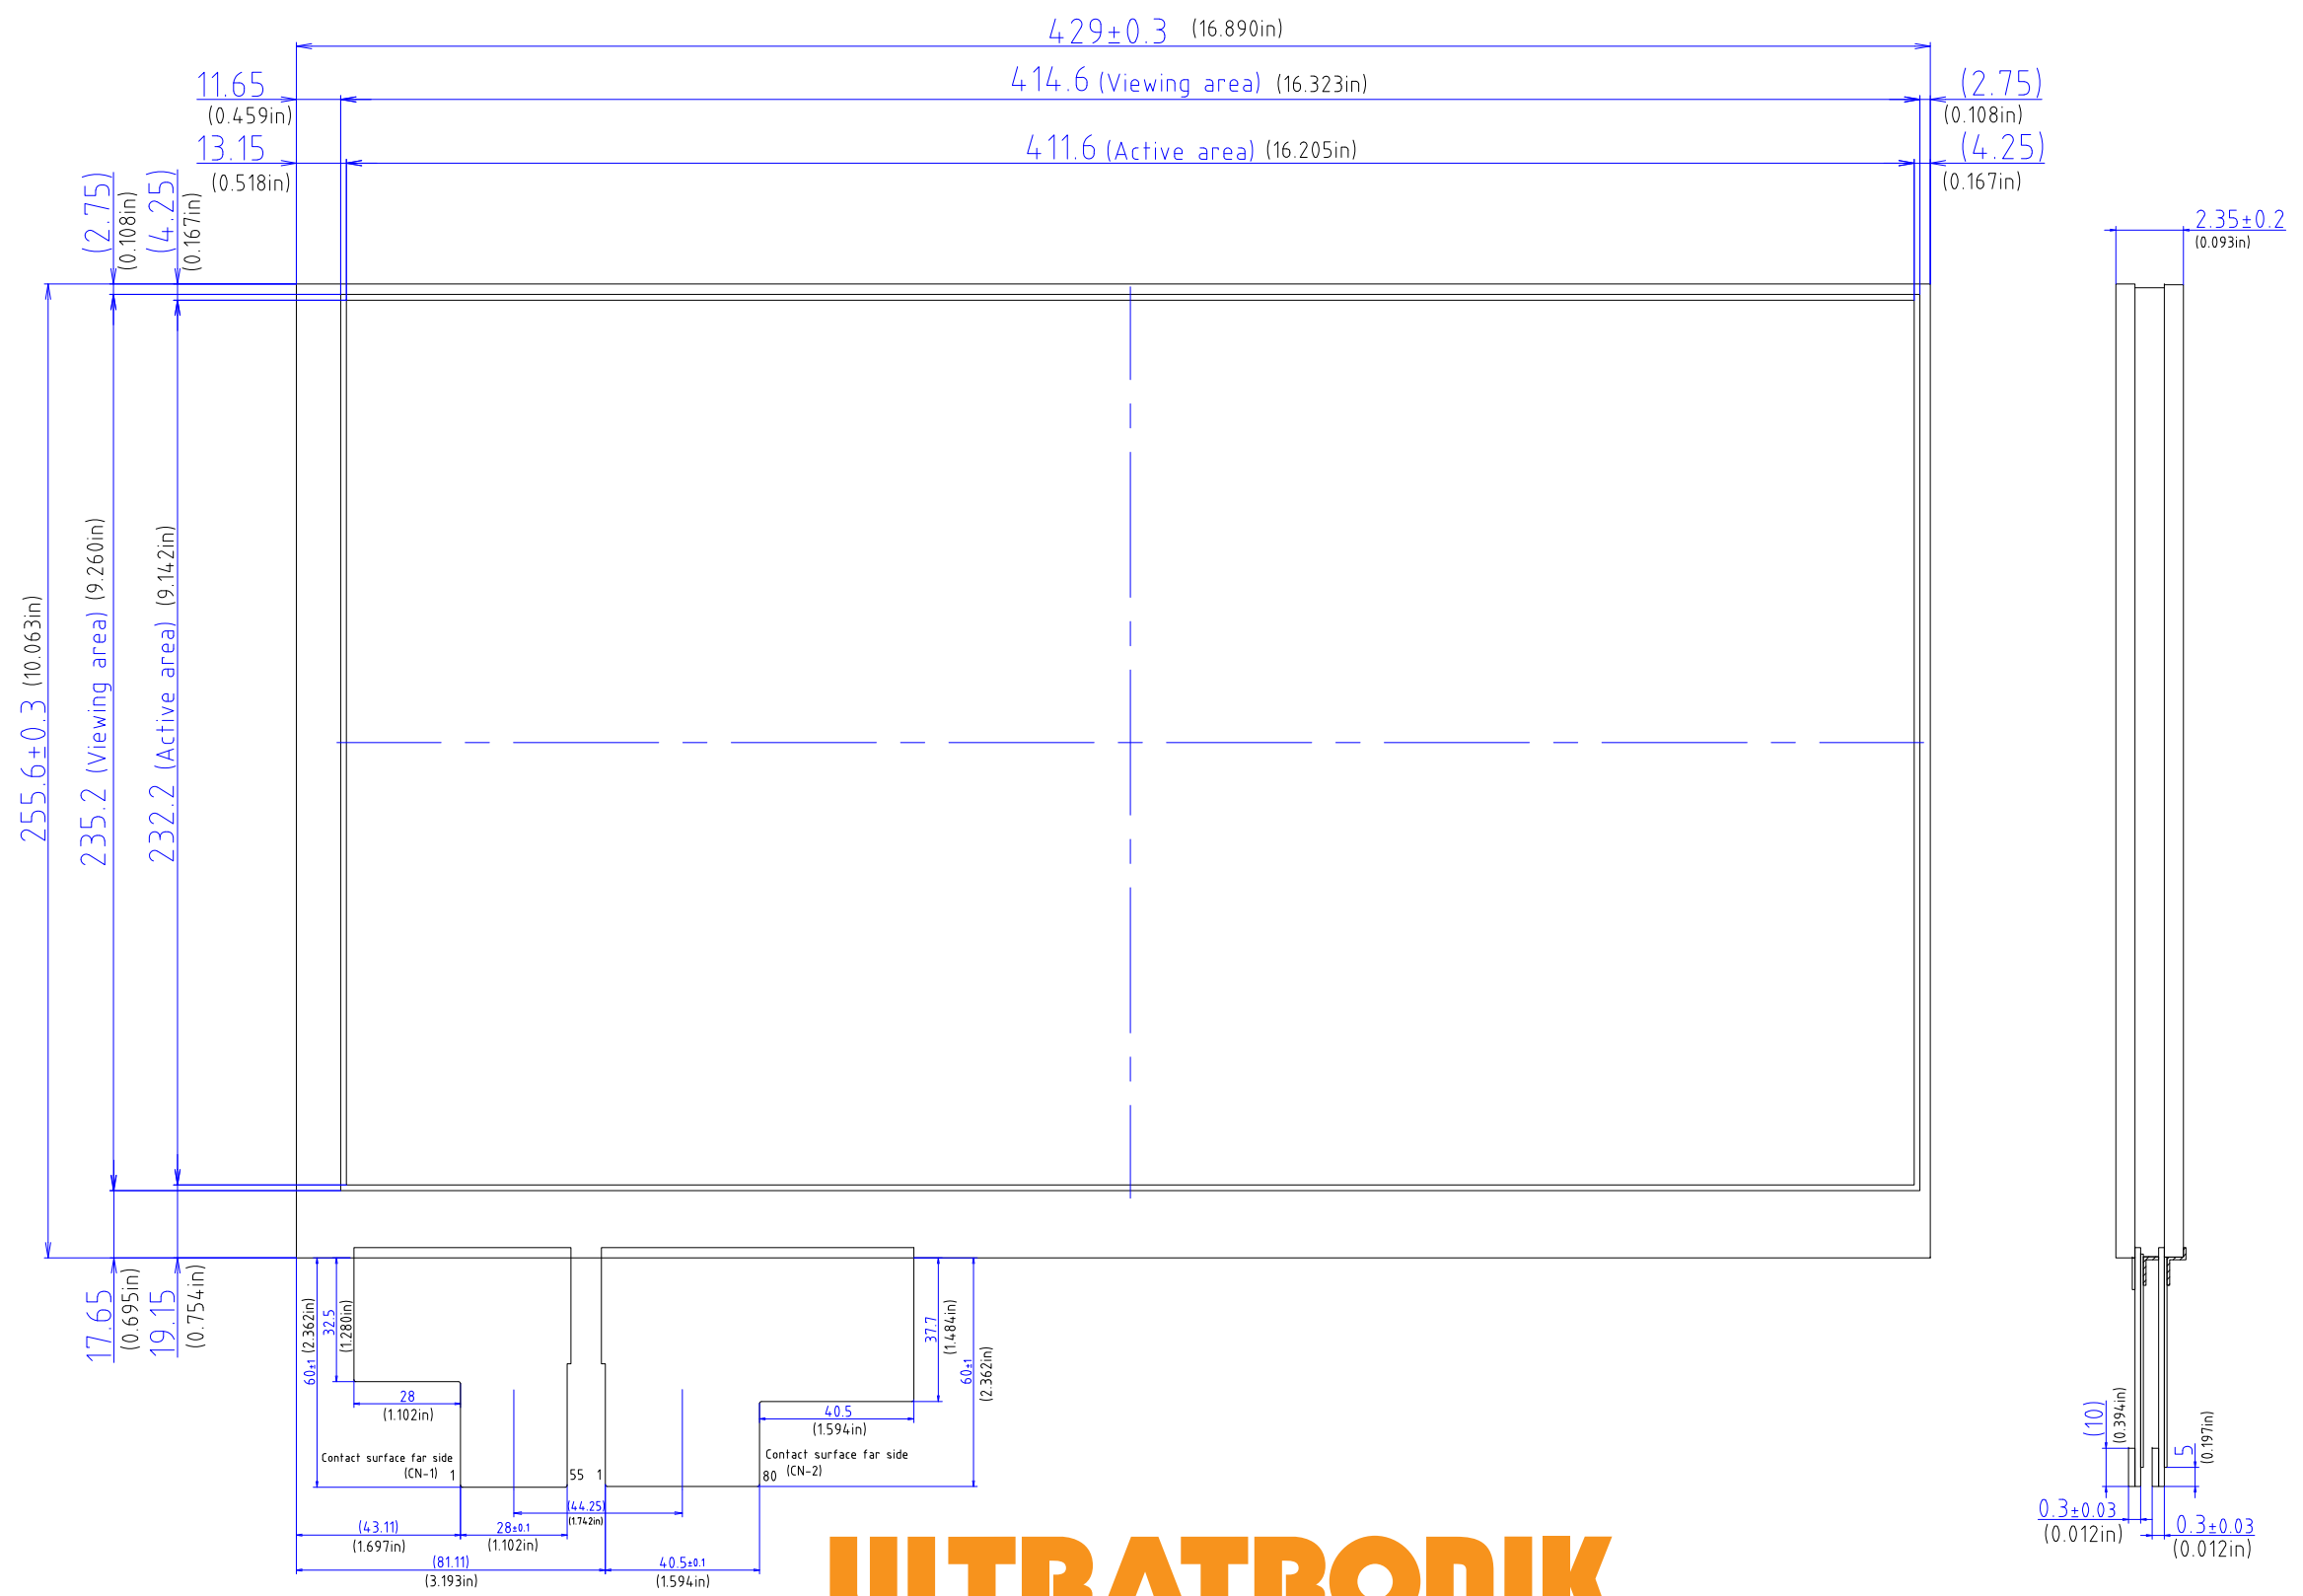 429±0.3 (16.890in)
11.65 414.6 (Viewing area) (16.323in) (2.75)
(0.459in) (0.108in)
13.15 411.6 (Active area) (16.205in) (4.25)
(0.518in) (0.167in)
(2.75) (0.108in)
(4.25) (0.167in)
2.35±0.2
(0.093in)
255.6±0.3 (10.063in)
235.2 (Viewing area) (9.260in)
232.2 (Active area) (9.142in)
17.65 (0.695in)
19.15 (0.754in)
60±1 (2.362in)
32.5 (1.280in)
37.7 (1.484in)
60±1 (2.362in)
28
(1.102in)
40.5
(1.594in)
Contact surface far side
(CN-1) 1
55 1
Contact surface far side
80 (CN-2)
(44.25)
(1.742in)
(43.11)
(1.697in)
28±0.1
(1.102in)
(81.11)
(3.193in)
40.5±0.1
(1.594in)
(10) (0.394in)
5 (0.197in)
0.3±0.03
(0.012in)
0.3±0.03
(0.012in)
ULTRATRONIK